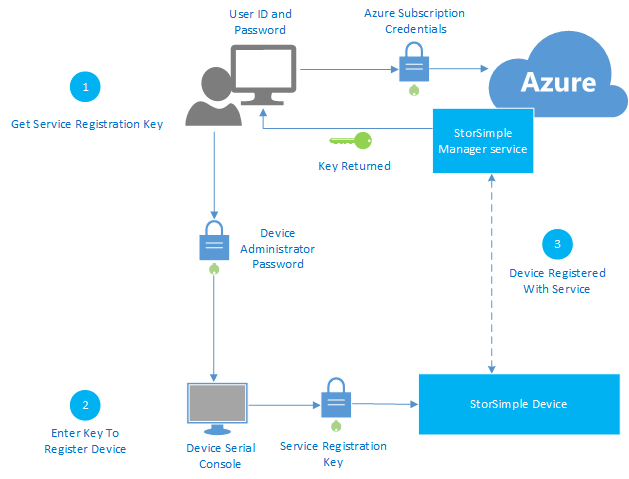 User ID and
Password
Azure Subscription
Credentials
Azure
1
Get Service Registration Key
StorSimple
Manager service
Key Returned
Device
Administrator
Password
3
Device Registered
With Service
2
Enter Key To
Register Device
Device Serial
Console
Service Registration
Key
StorSimple Device